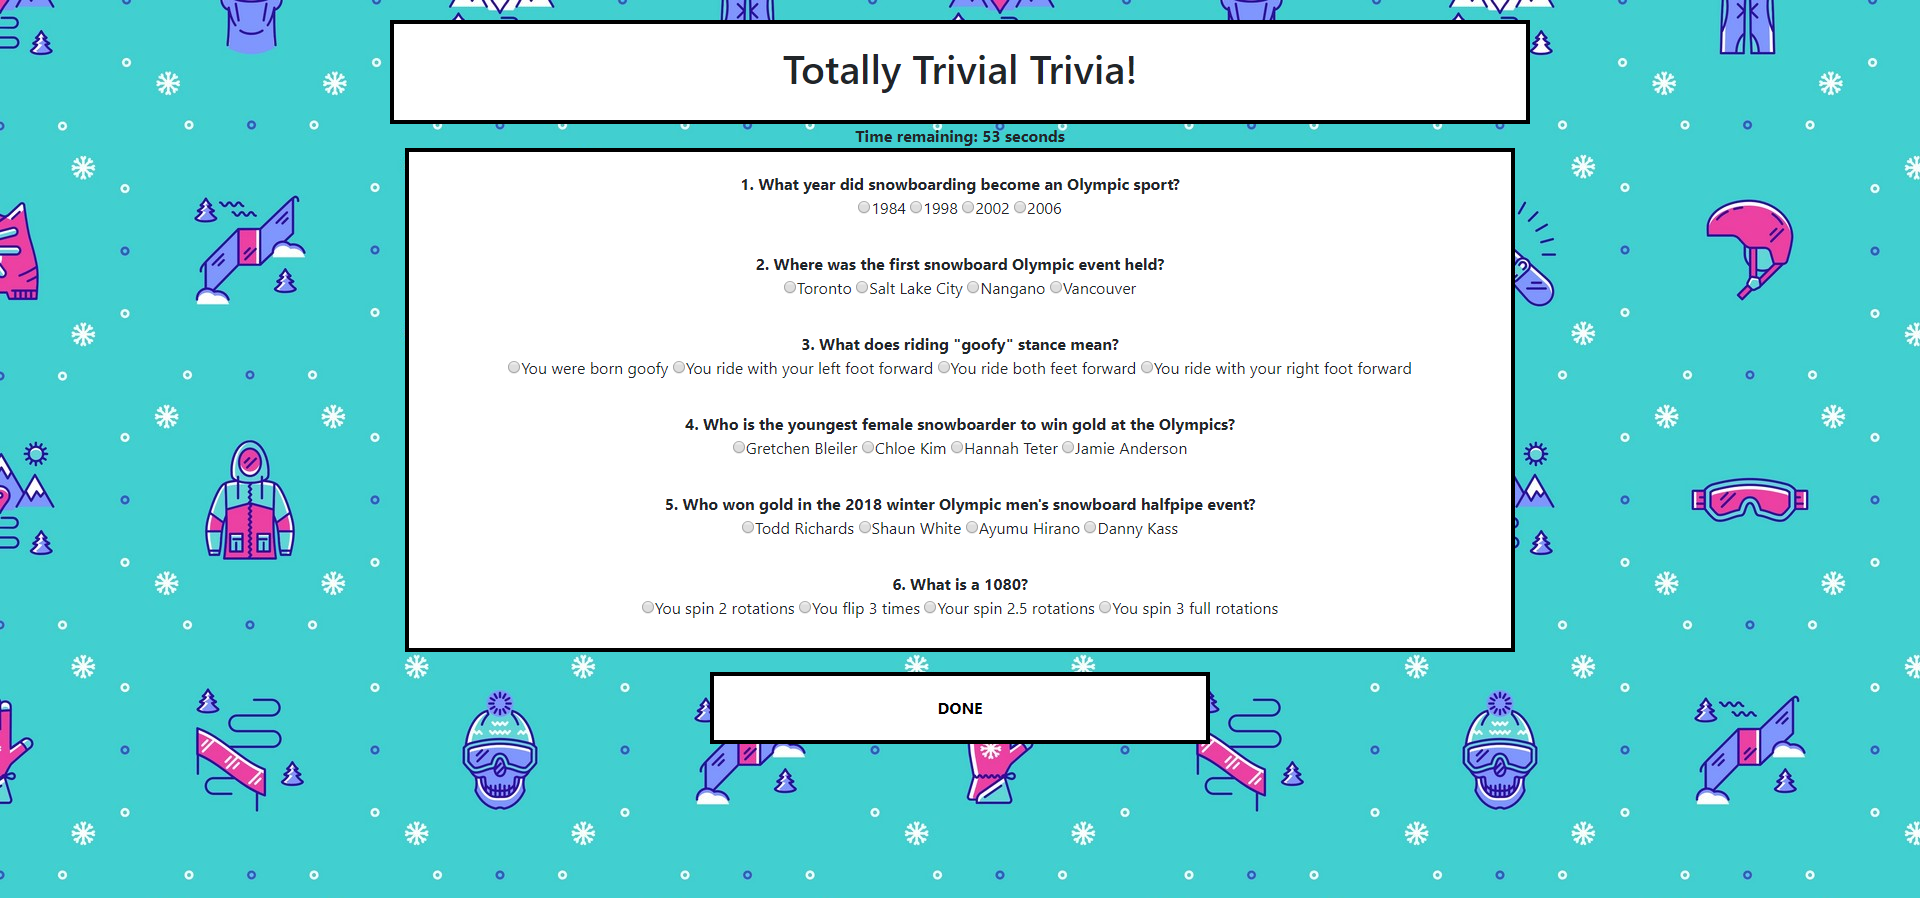 Totally Trivial Trivia!
Time remaining: 53 seconds
1. What year did snowboarding become an Olympic sport?
1984 1998 2002 2006
2. Where was the first snowboard Olympic event held?
Toronto Salt Lake City Nangano Vancouver
3. What does riding "goofy" stance mean?
You were born goofy You ride with your left foot forward You ride both feet forward You ride with your right foot forward
4. Who is the youngest female snowboarder to win gold at the Olympics?
Gretchen Bleiler Chloe Kim Hannah Teter Jamie Anderson
5. Who won gold in the 2018 winter Olympic men's snowboard halfpipe event?
Todd Richards Shaun White Ayumu Hirano Danny Kass
6. What is a 1080?
You spin 2 rotations You flip 3 times Your spin 2.5 rotations You spin 3 full rotations
DONE